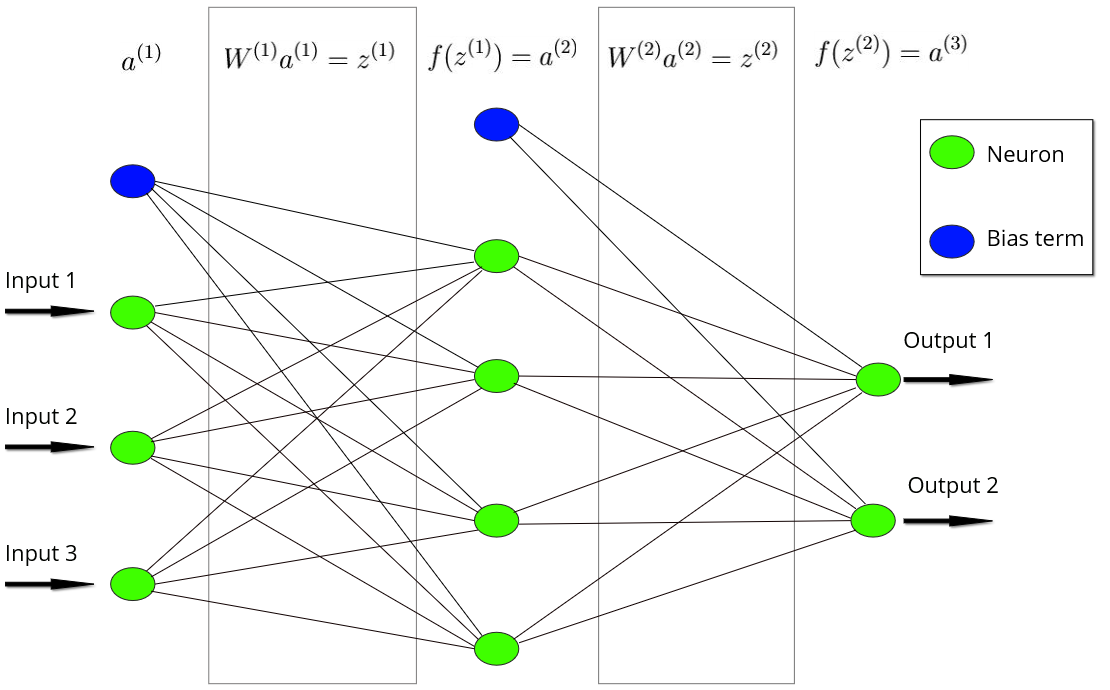 a^{(1)}
W^{(1)}a^{(1)} = z^{(1)}
f(z^{(1)}) = a^{(2)}
W^{(2)}a^{(2)} = z^{(2)}
f(z^{(2)}) = a^{(3)}
Neuron
Bias term
Input 1
Input 2
Input 3
Output 1
Output 2